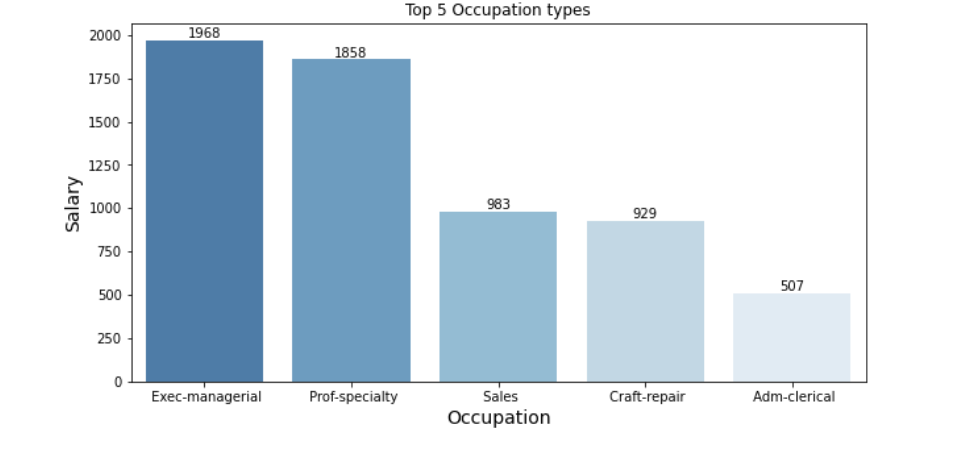 Top 5 Occupation types
2000
1750
1500
1250
1000
750
500
250
0
Salary
1968
1858
983
929
507
Exec-managerial
Prof-specialty
Sales
Craft-repair
Adm-clerical
Occupation